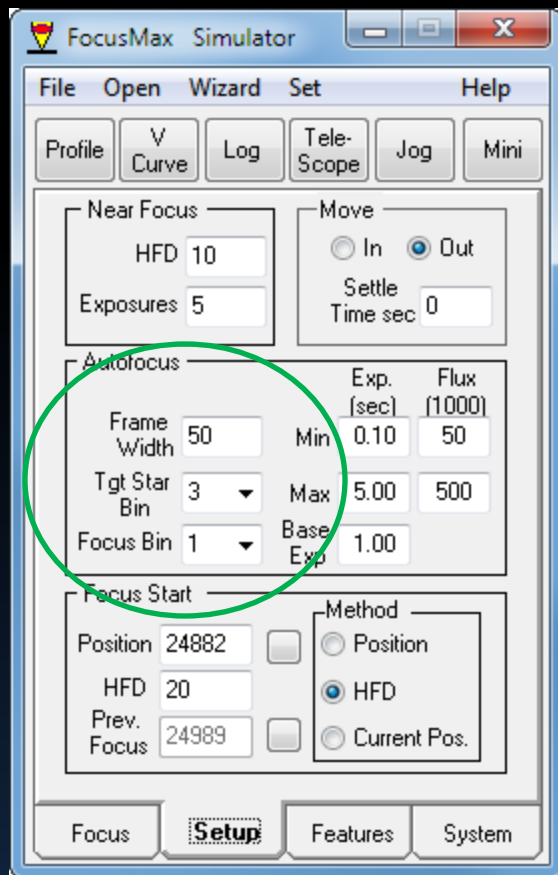 FocusMax Simulator
File Open Wizard Set Help
Profile V Curve Log Tele-Scope Jog Mini
Near Focus
HFD 10
Exposures 5
Move
In Out
Settle Time sec 0
Autofocus
Exp. (sec) Flux (1000)
Frame Width 50 Min 0.10 50
Tgt Star Bin 3 Max 5.00 500
Focus Bin 1 Base Exp 1.00
Focus Start
Position 24882
HFD 20
Prev. Focus 24989
Method
Position
HFD
Current Pos.
Focus Setup Features System